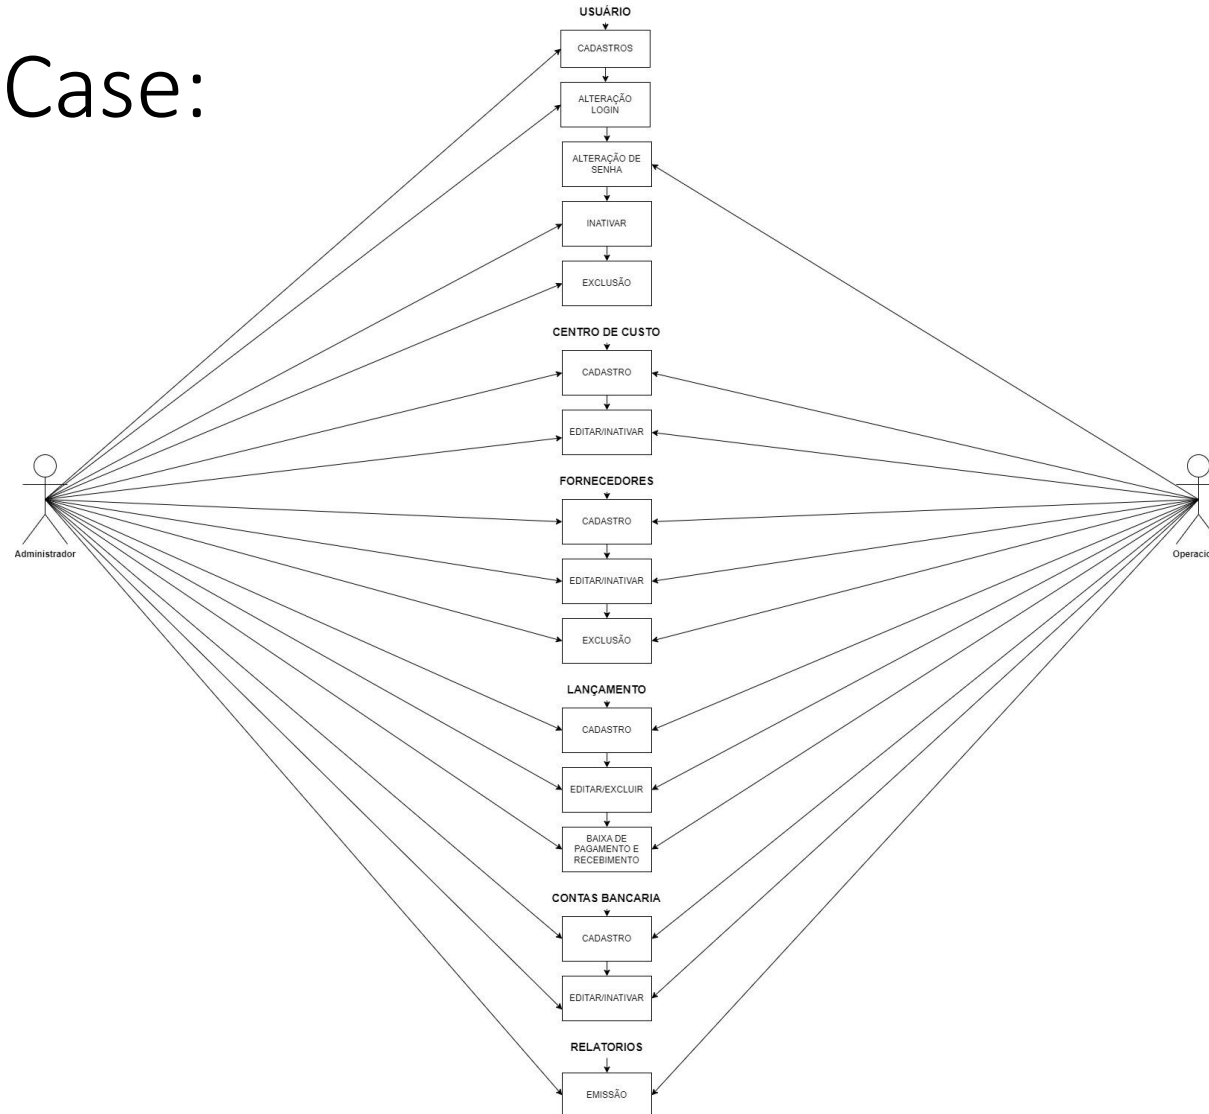 Case:
USUÁRIO
CADASTROS
ALTERAÇÃO
LOGIN
ALTERAÇÃO DE
SENHA
INATIVAR
EXCLUSÃO
CENTRO DE CUSTO
CADASTRO
EDITAR/INATIVAR
FORNECEDORES
CADASTRO
EDITAR/INATIVAR
EXCLUSÃO
Administrador
Operacio
LANÇAMENTO
CADASTRO
EDITAR/EXCLUIR
BAIXA DE
PAGAMENTO E
RECEBIMENTO
CONTAS BANCARIA
CADASTRO
EDITAR/INATIVAR
RELATORIOS
EMISSÃO